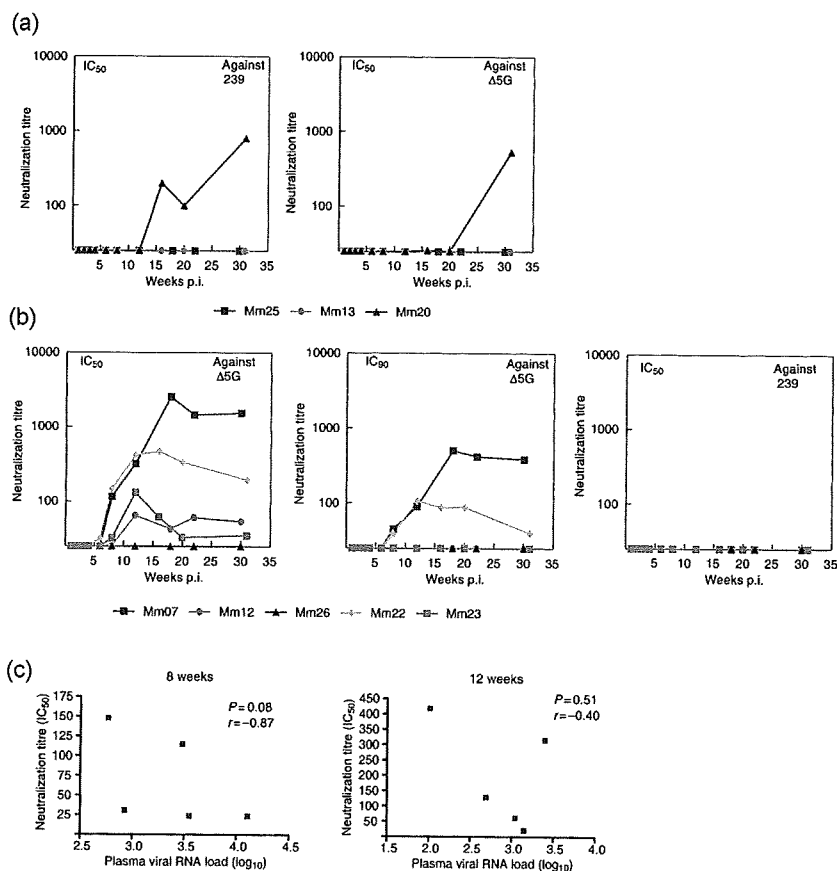 (a)
IC50 Against 239
10000
1000
100
Neutralization titre
5 10 15 20 25 30 35
Weeks p.i.
IC50 Against Δ5G
10000
1000
100
Neutralization titre
5 10 15 20 25 30 35
Weeks p.i.
Mm25 Mm13 Mm20
(b)
IC50 Against Δ5G
10000
1000
100
Neutralization titre
5 10 15 20 25 30 35
Weeks p.i.
IC90 Against Δ5G
10000
1000
100
Neutralization titre
5 10 15 20 25 30 35
Weeks p.i.
IC50 Against 239
10000
1000
100
Neutralization titre
5 10 15 20 25 30 35
Weeks p.i.
Mm07 Mm12 Mm26 Mm22 Mm23
(c)
8 weeks
P=0.08
r=−0.87
175
150
125
100
75
50
25
Neutralization titre (IC50)
2.5 3.0 3.5 4.0 4.5
Plasma viral RNA load (log10)
12 weeks
P=0.51
r=−0.40
450
400
350
300
250
200
150
100
50
Neutralization titre (IC50)
1.5 2.0 2.5 3.0 3.5 4.0
Plasma viral RNA load (log10)